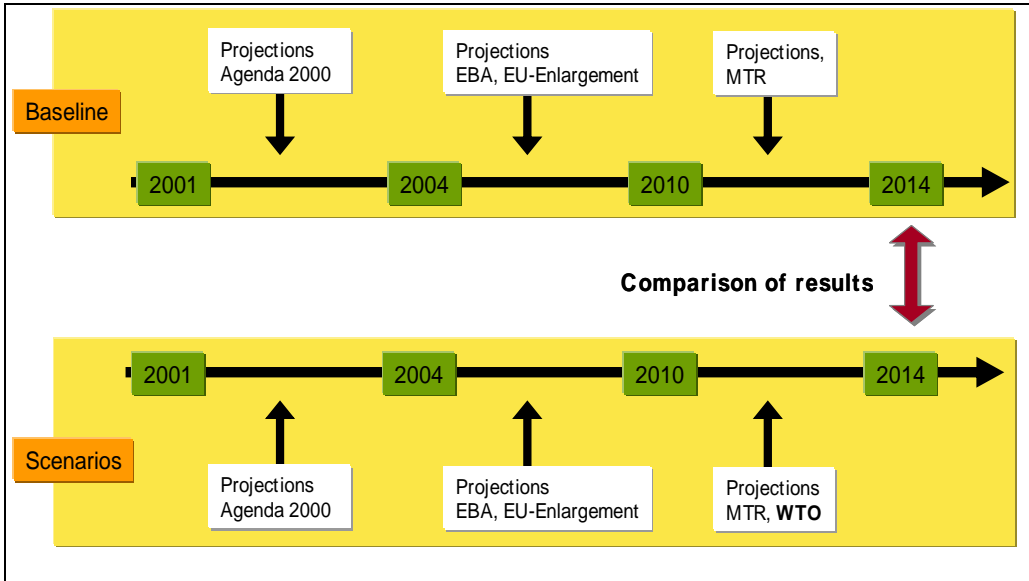 Projections
Agenda 2000
Projections
EBA, EU-Enlargement
Projections,
MTR
Baseline
2001
2004
2010
2014
Comparison of results
2001
2004
2010
2014
Scenarios
Projections
Agenda 2000
Projections
EBA, EU-Enlargement
Projections
MTR, WTO